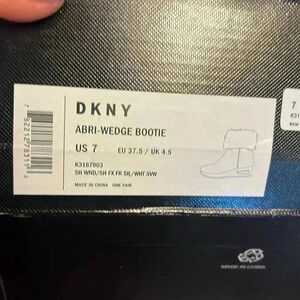 DKNY
ABRI-WEDGE BOOTIE
US 7 EU 37.5 / UK 4.5
K3187903
SH WND/SH FX FR SIL/WHT SVW
MADE IN CHINA ONE PAIR
7
K31
MADE IN CHINA